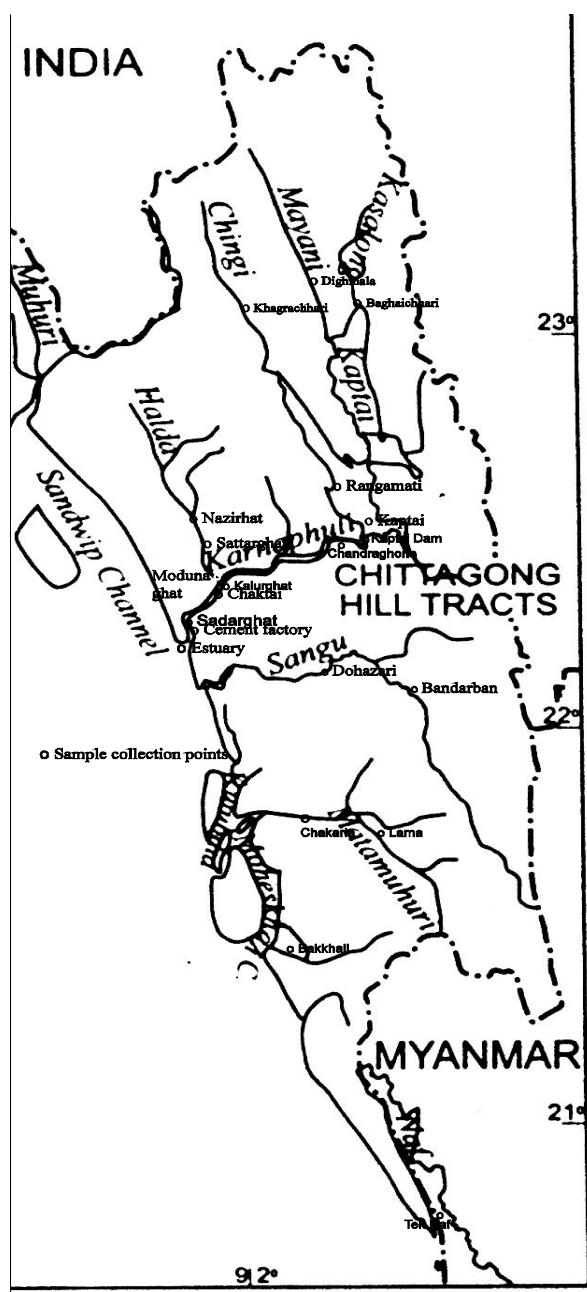 INDIA
Kasalong
Mayani
Chingi
Muhuri
Dighinala
Baghaichhari
Khagrachhari
23°
Kaptai
Halda
Sandwip Channel
Rangamati
Nazirhat
Kaptai
Karnaphuli
Kaptai Dam
Sattarghat
Chandraghona
CHITTAGONG
HILL TRACTS
Moduna
ghat
Kalurghat
Chaktai
Sadarghat
Cement factory
Estuary
Sangu
Dohazari
Bandarban
22°
Sample collection points
Chakaria
Lama
Matamuhuri
Bakkhali
C
MYANMAR
21°
Naf
Teknaf
92°